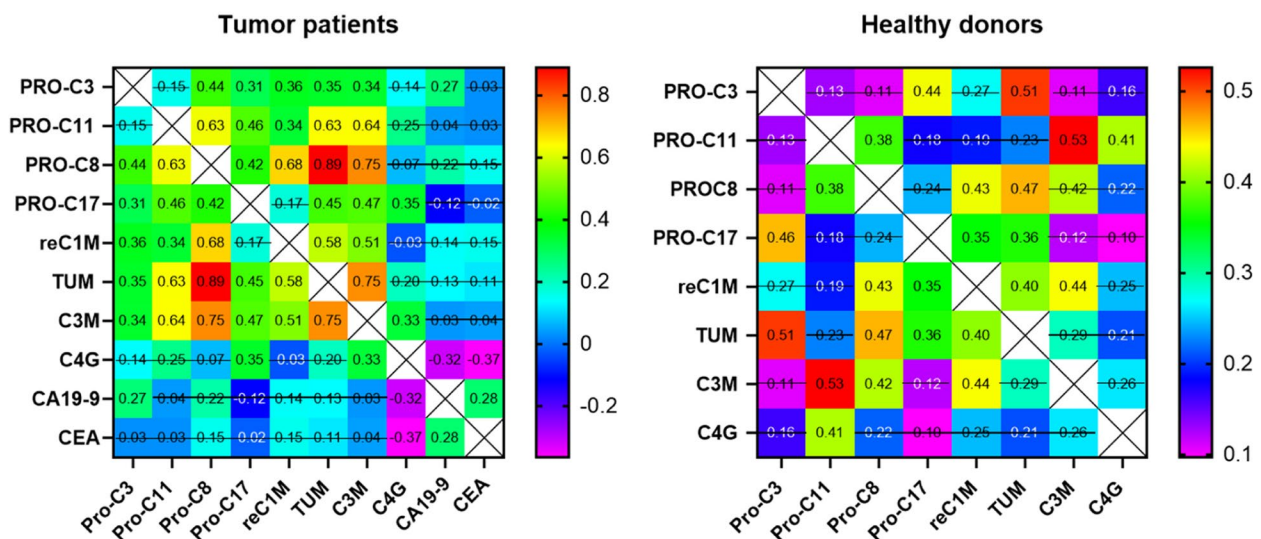 Tumor patients
PRO-C3 0.15 0.44 0.31 0.36 0.35 0.34 0.14 0.27 0.03
PRO-C11 0.15 0.63 0.46 0.34 0.63 0.64 0.25 0.04 0.03
PRO-C8 0.44 0.63 0.42 0.68 0.89 0.75 0.07 0.22 0.15
PRO-C17 0.31 0.46 0.42 0.17 0.45 0.47 0.35 -0.12 -0.02
reC1M 0.36 0.34 0.68 0.17 0.58 0.51 -0.03 0.14 0.15
TUM 0.35 0.63 0.89 0.45 0.58 0.75 0.20 0.13 0.11
C3M 0.34 0.64 0.75 0.47 0.51 0.75 0.33 0.03 0.04
C4G 0.14 0.25 0.07 0.35 -0.03 0.20 0.33 -0.32 -0.37
CA19-9 0.27 0.04 0.22 -0.12 0.14 0.13 0.03 -0.32 0.28
CEA 0.03 0.03 0.15 -0.02 0.15 0.11 0.04 -0.37 0.28
Pro-C3 Pro-C11 Pro-C8 Pro-C17 reC1M TUM C3M C4G CA19-9 CEA
0.8
0.6
0.4
0.2
0
-0.2
Healthy donors
PRO-C3 0.13 0.11 0.44 0.27 0.51 0.11 0.16
PRO-C11 0.13 0.38 0.18 0.19 0.23 0.53 0.41
PROC8 0.11 0.38 0.24 0.43 0.47 0.42 0.22
PRO-C17 0.46 0.18 0.24 0.35 0.36 0.12 0.10
reC1M 0.27 0.19 0.43 0.35 0.40 0.44 0.25
TUM 0.51 0.23 0.47 0.36 0.40 0.29 0.21
C3M 0.11 0.53 0.42 0.12 0.44 0.29 0.26
C4G 0.16 0.41 0.22 0.10 0.25 0.21 0.26
Pro-C3 Pro-C11 Pro-C8 Pro-C17 reC1M TUM C3M C4G
0.5
0.4
0.3
0.2
0.1